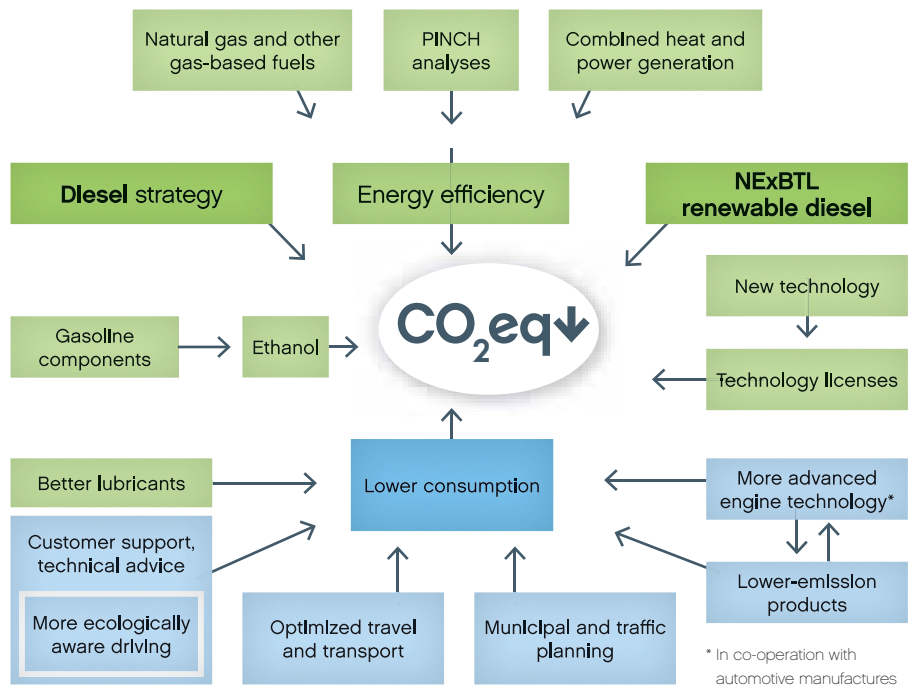 Natural gas and other
gas-based fuels
PINCH
analyses
Combined heat and
power generation
Diesel strategy
Energy efficiency
NExBTL
renewable diesel
CO2eq↓
New technology
Gasoline
components
Ethanol
Technology licenses
Better lubricants
Lower consumption
More advanced
engine technology*
Customer support,
technical advice
More ecologically
aware driving
Optimized travel
and transport
Municipal and traffic
planning
Lower-emission
products
* In co-operation with
automotive manufactures